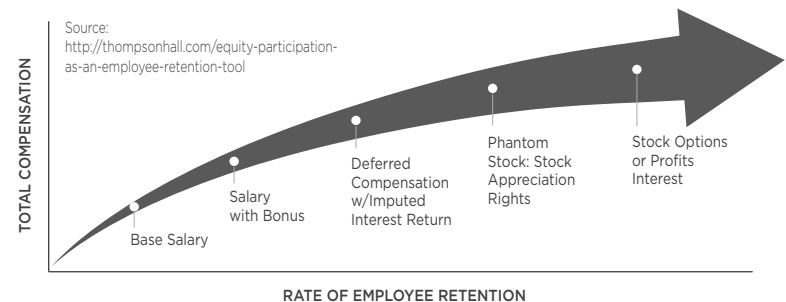 Source:
http://thompsonhall.com/equity-participation-
as-an-employee-retention-tool
TOTAL COMPENSATION
Base Salary
Salary
with Bonus
Deferred
Compensation
w/Imputed
Interest Return
Phantom
Stock: Stock
Appreciation
Rights
Stock Options
or Profits
Interest
RATE OF EMPLOYEE RETENTION